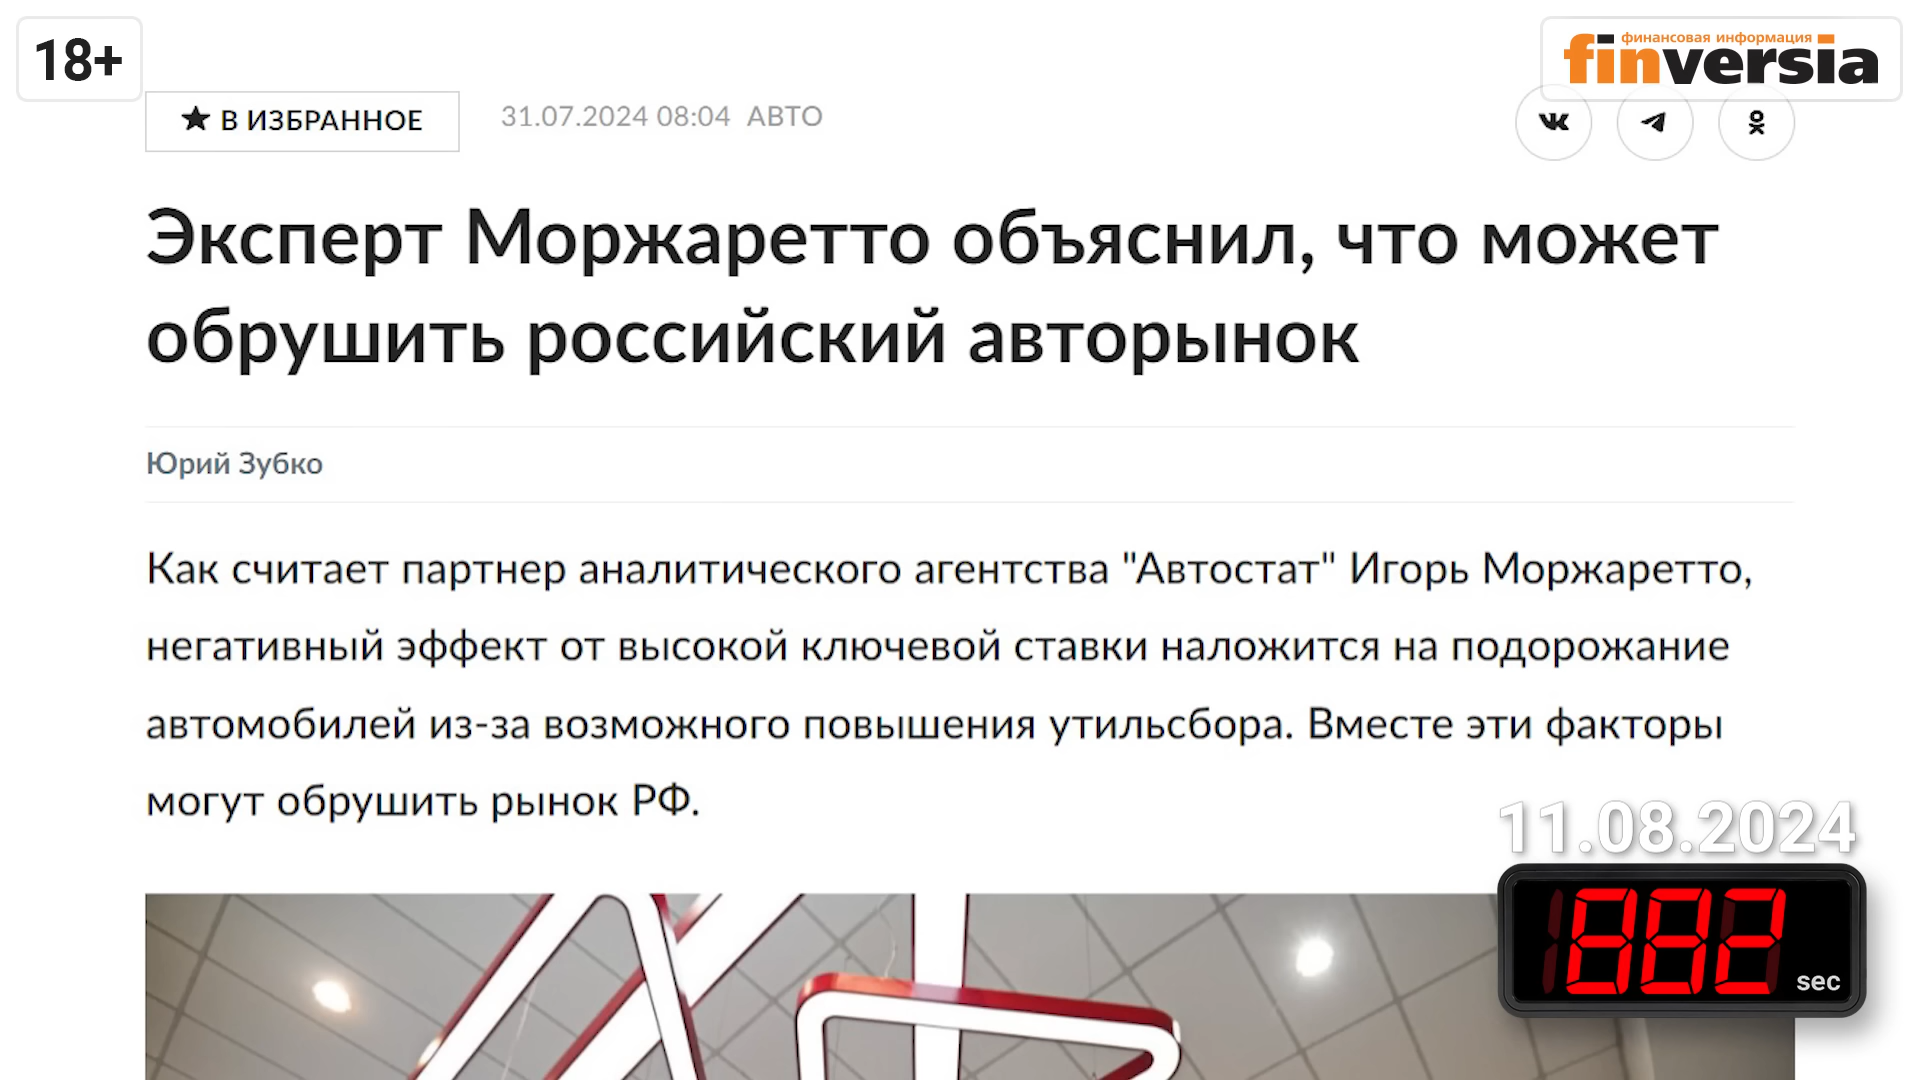 18+
финансовая информация
finversia
★ В ИЗБРАННОЕ
31.07.2024 08:04 АВТО
Эксперт Моржаретто объяснил, что может
обрушить российский авторынок
Юрий Зубко
Как считает партнер аналитического агентства "Автостат" Игорь Моржаретто,
негативный эффект от высокой ключевой ставки наложится на подорожание
автомобилей из-за возможного повышения утильсбора. Вместе эти факторы
могут обрушить рынок РФ.
11.08.2024
882 sec